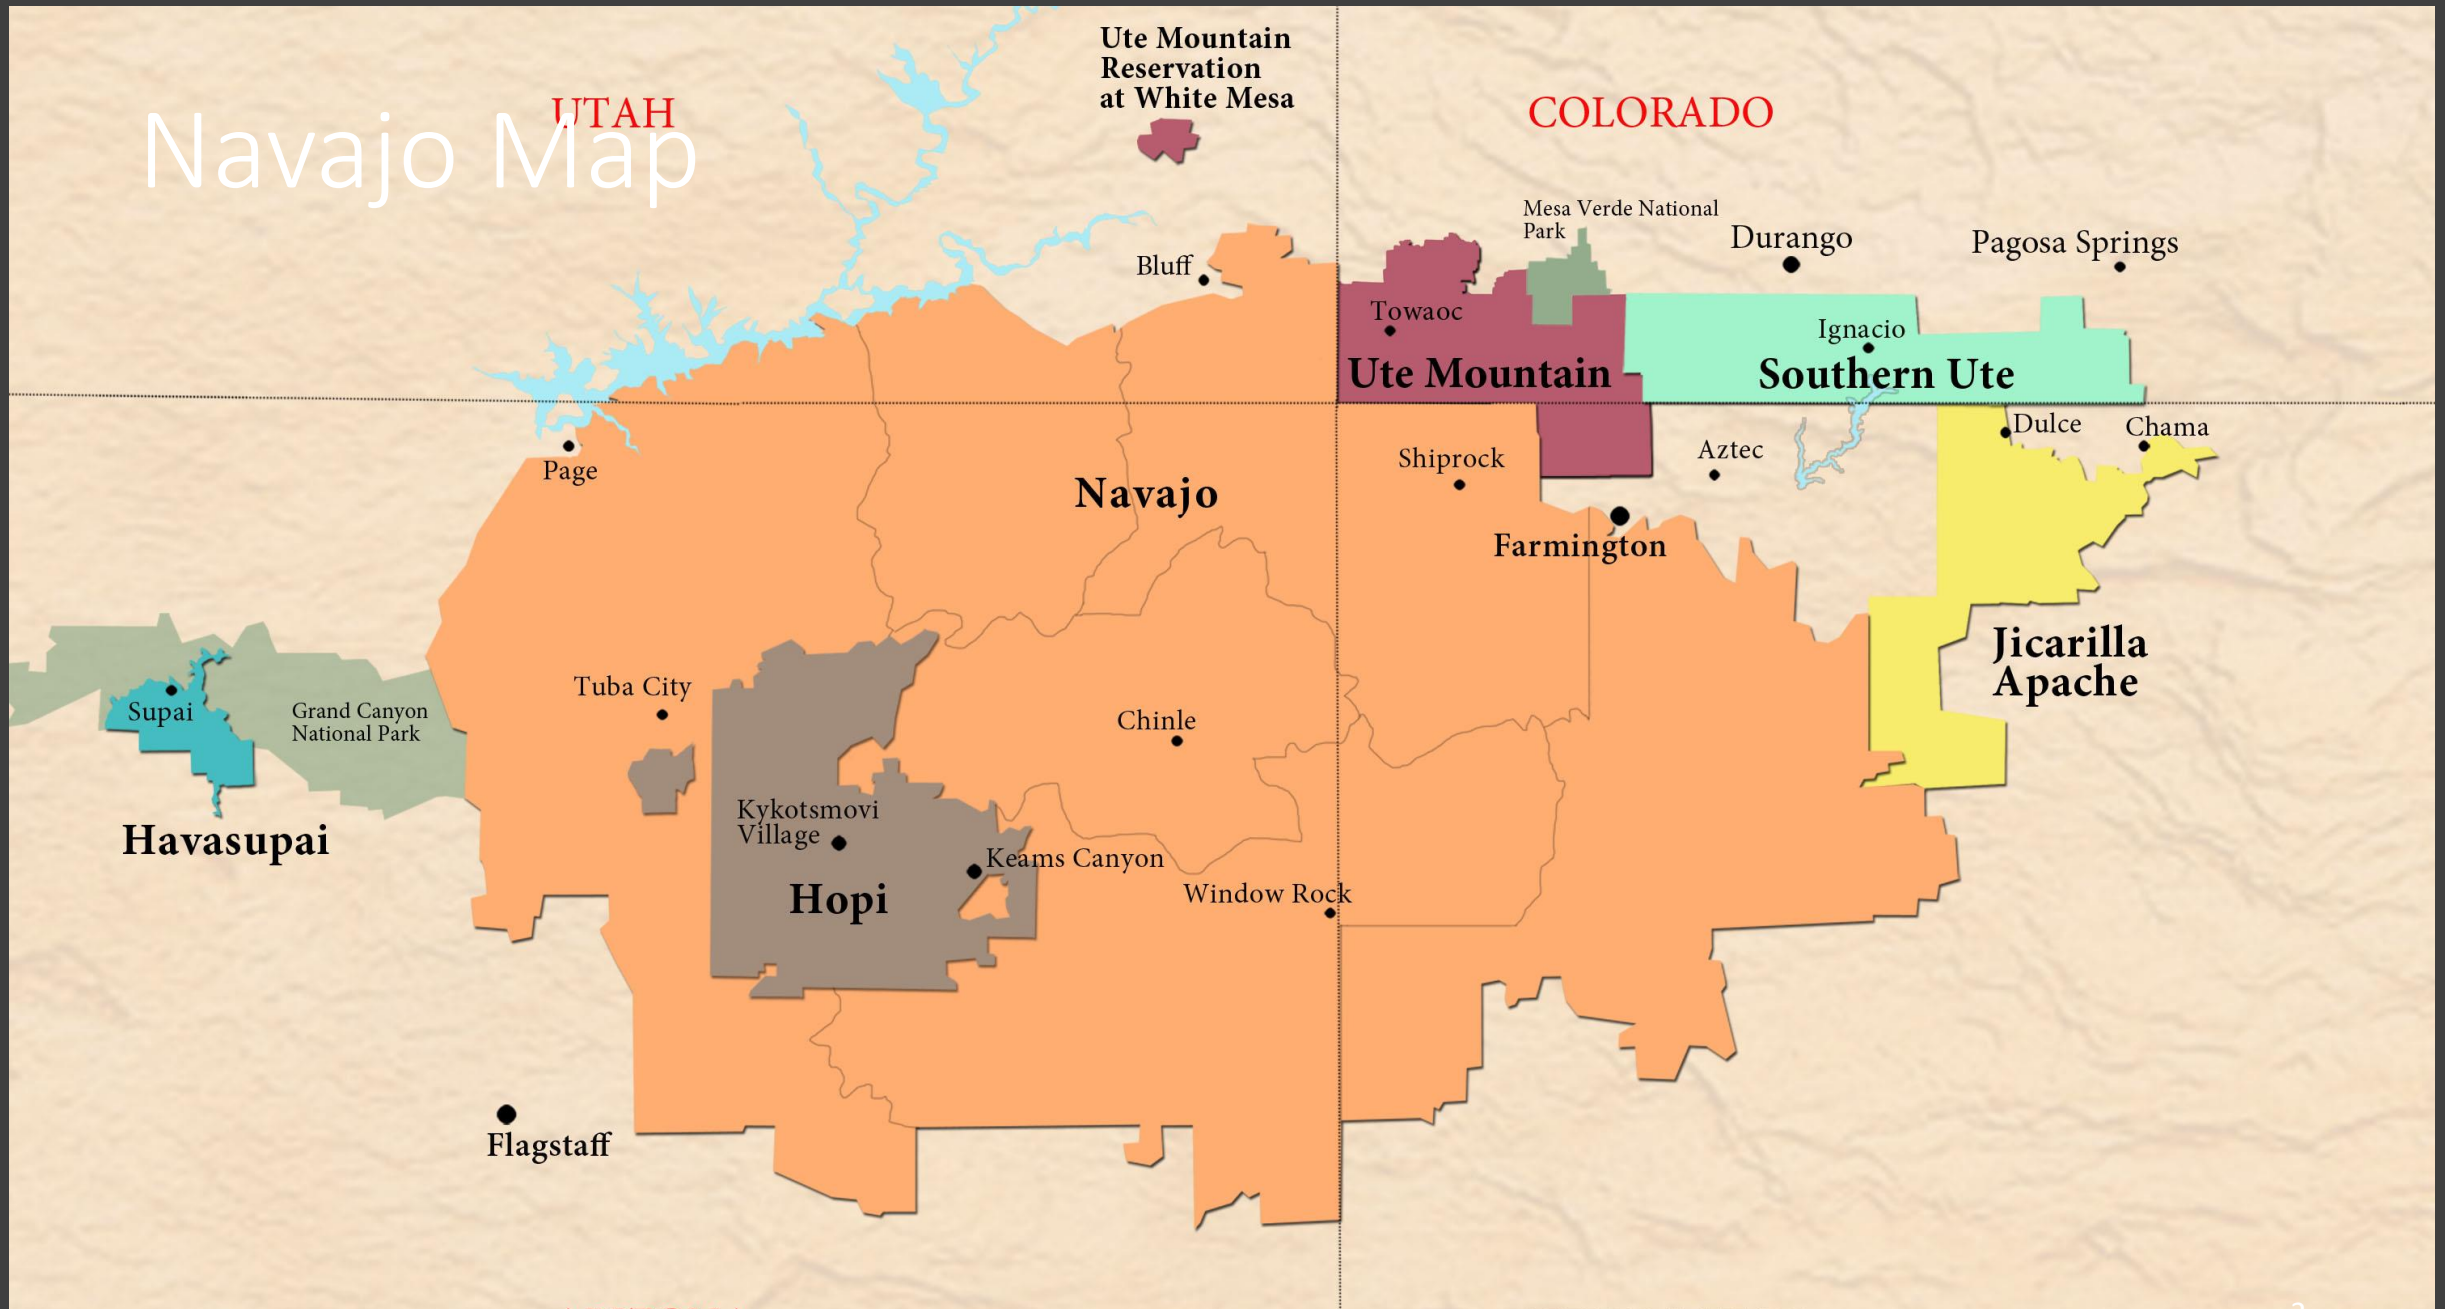 Ute Mountain
Reservation
at White Mesa
UTAH
COLORADO
Navajo Map
Mesa Verde National
Park
Durango
Pagosa Springs
Bluff
Towaoc
Ignacio
Ute Mountain
Southern Ute
Dulce
Chama
Page
Shiprock
Aztec
Navajo
Farmington
Jicarilla
Apache
Tuba City
Supai
Grand Canyon
National Park
Chinle
Kykotsmovi
Village
Havasupai
Keams Canyon
Hopi
Window Rock
Flagstaff